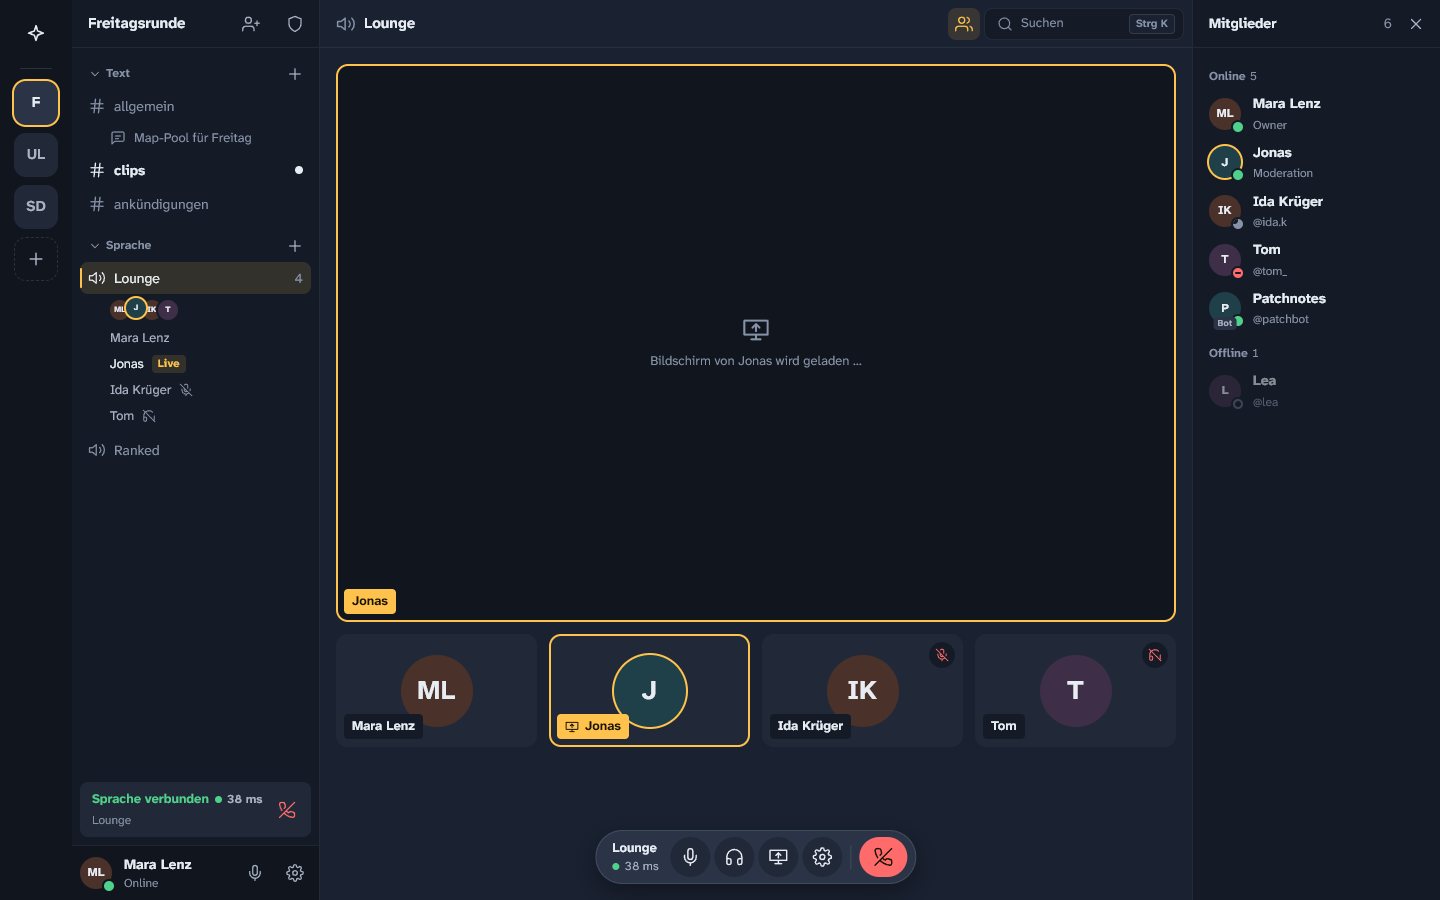 Freitagsrunde
F
UL
SD
Text
allgemein
Map-Pool für Freitag
clips
ankündigungen
Sprache
Lounge 4
ML J IK T
Mara Lenz
Jonas Live
Ida Krüger
Tom
Ranked
Sprache verbunden 38 ms
Lounge
ML
Mara Lenz
Online
Lounge
Suchen Strg K
Bildschirm von Jonas wird geladen ...
Jonas
ML
Mara Lenz
J
Jonas
IK
Ida Krüger
T
Tom
Lounge
38 ms
Mitglieder 6
Online 5
ML
Mara Lenz
Owner
J
Jonas
Moderation
IK
Ida Krüger
@ida.k
T
Tom
@tom_
P
Bot
Patchnotes
@patchbot
Offline 1
L
Lea
@lea